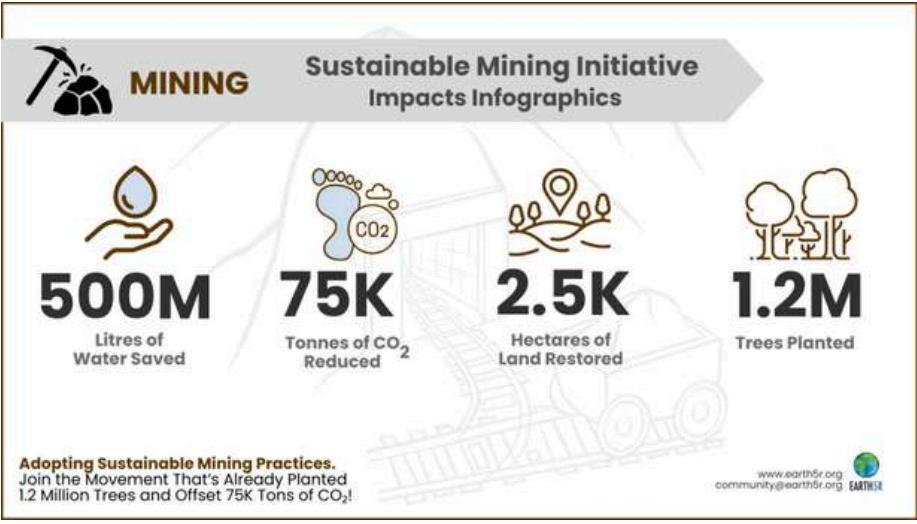 MINING
Sustainable Mining Initiative
Impacts Infographics
CO2
500M
Litres of
Water Saved
75K
Tonnes of CO₂
Reduced
2.5K
Hectares of
Land Restored
1.2M
Trees Planted
Adopting Sustainable Mining Practices.
Join the Movement That's Already Planted
1.2 Million Trees and Offset 75K Tons of CO₂!
www.earth5r.org
community@earth5r.org
EARTH5R